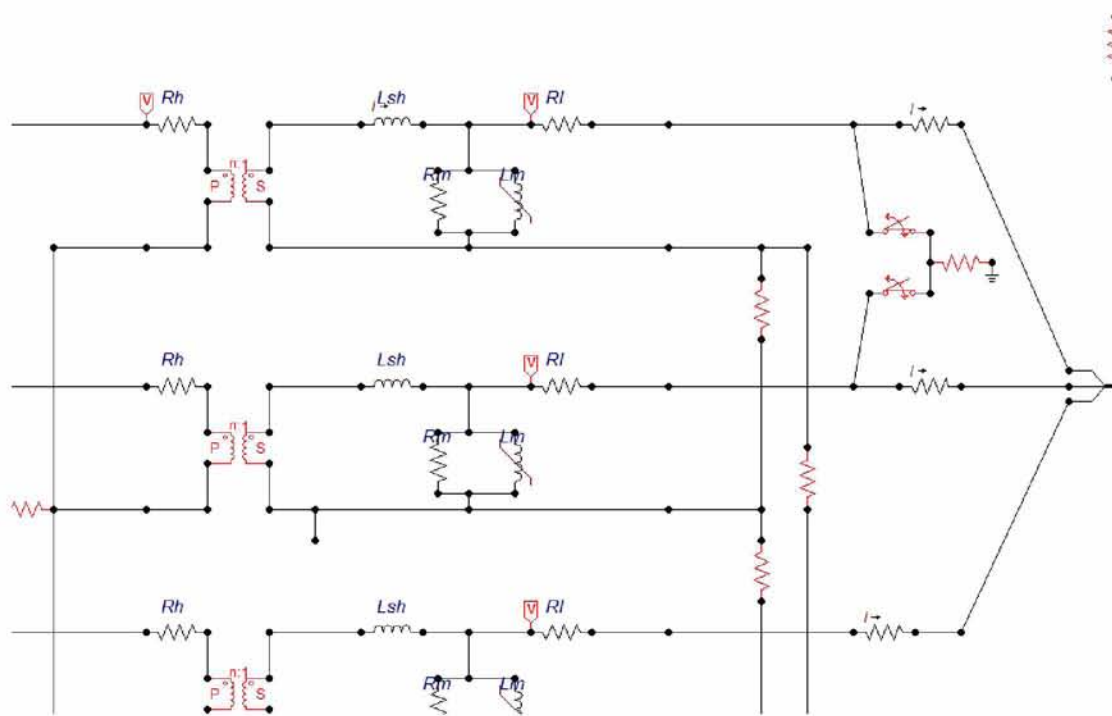 V Rh I→ Lsh V Rl I→
n:1
P S Rm Lm
Rh Lsh V Rl I→
n:1
P S Rm Lm
Rh Lsh V Rl I→
n:1
P S Rm Lm